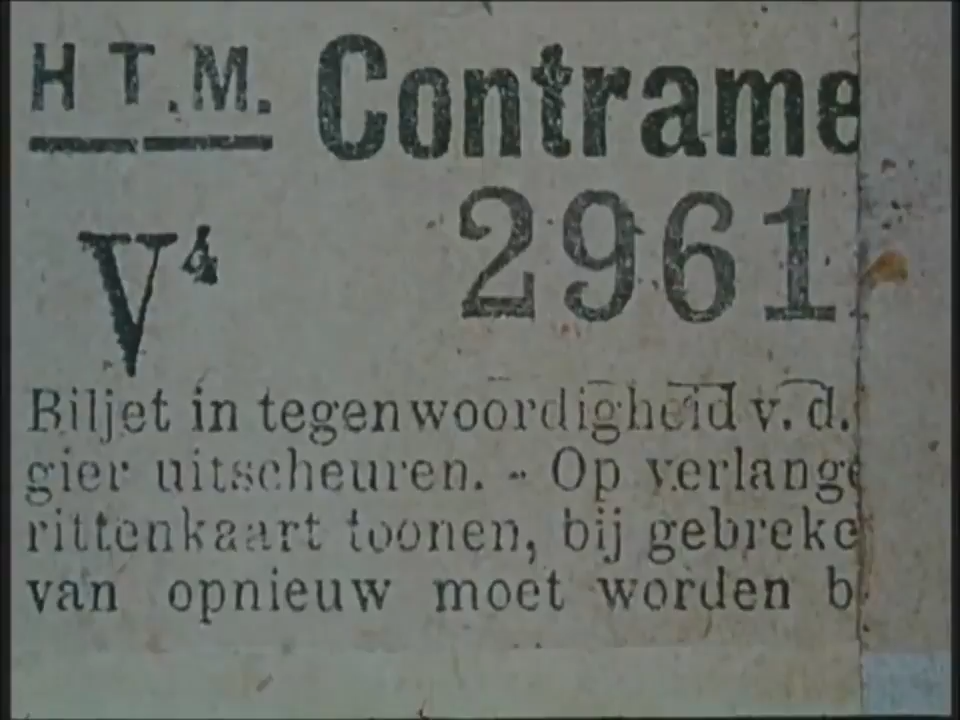 H T.M. Contrame
V4 2961
Biljet in tegenwoordigheid v. d.
gier uitscheuren. - Op verlange
rittenkaart toonen, bij gebreke
van opnieuw moet worden b